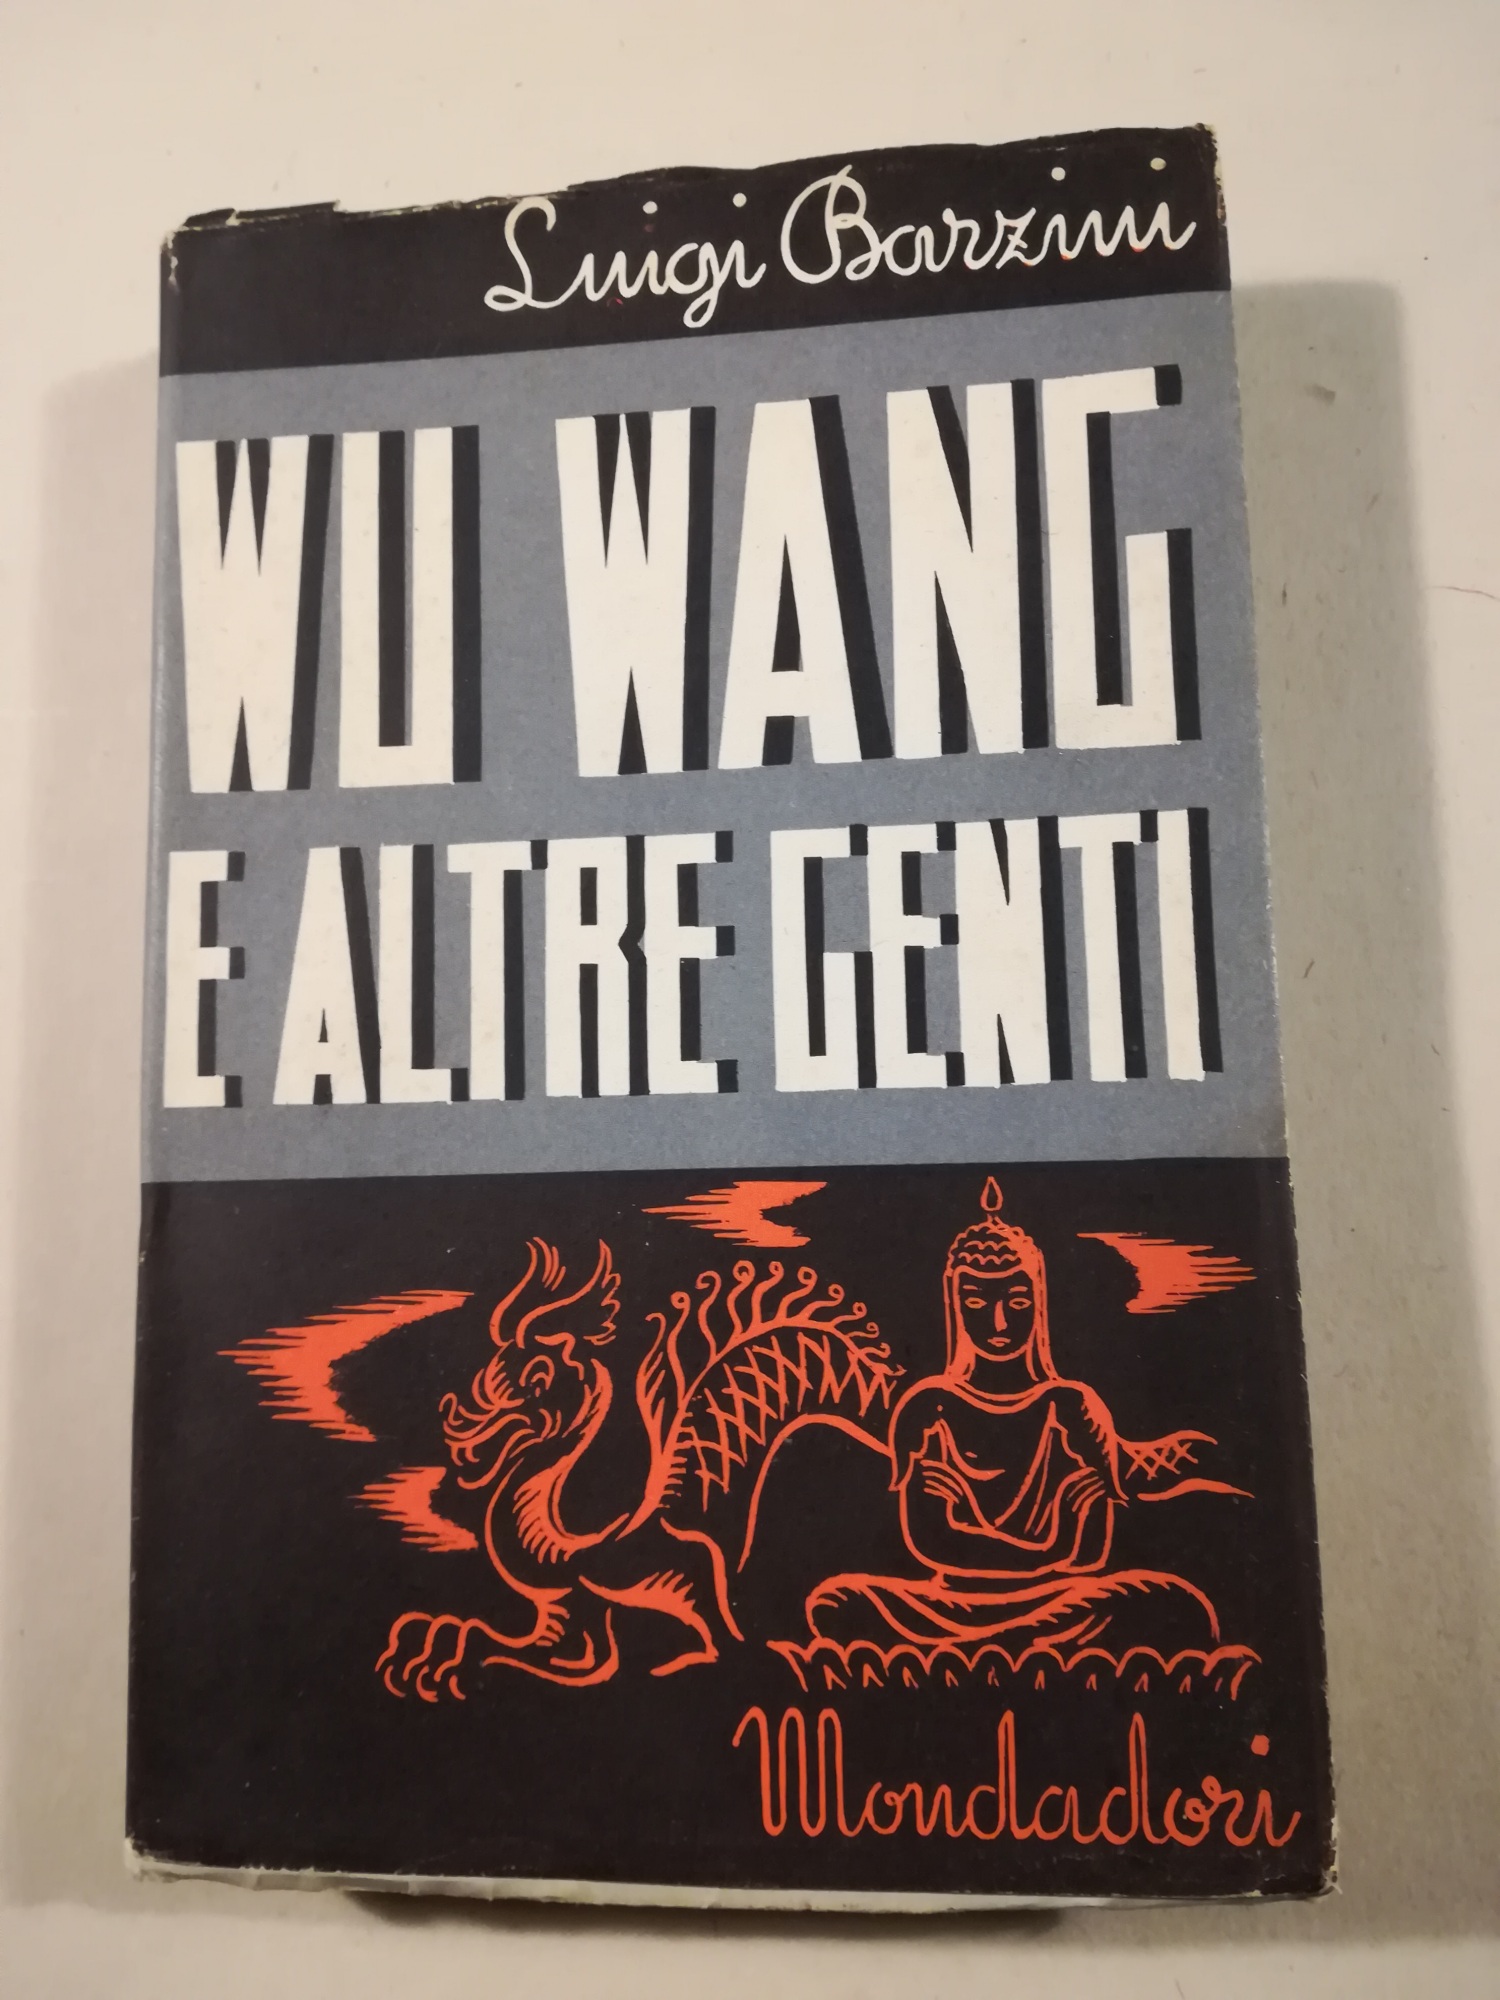 Luigi Barzini
WU WANG
E ALTRE GENTI
Mondadori